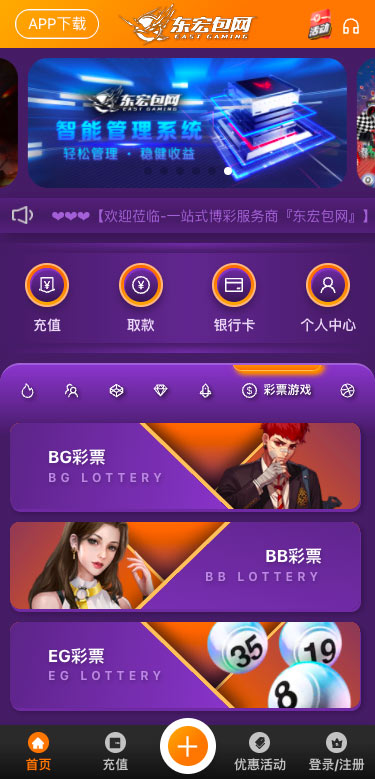 APP下载
东宏包网
EAST GAMING
活动
东宏包网
智能管理系统
轻松管理·稳健收益
❤❤❤【欢迎莅临-一站式博彩服务商『东宏包网』】
充值
取款
银行卡
个人中心
彩票游戏
BG彩票
BG LOTTERY
BB彩票
BB LOTTERY
EG彩票
EG LOTTERY
35
19
8
首页
充值
优惠活动
登录/注册